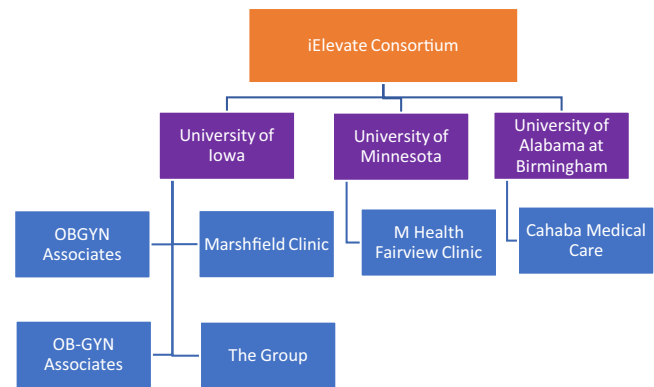 iElevate Consortium
University of
Iowa
University of
Minnesota
University of
Alabama at
Birmingham
OBGYN
Associates
Marshfield Clinic
M Health
Fairview Clinic
Cahaba Medical
Care
OB-GYN
Associates
The Group